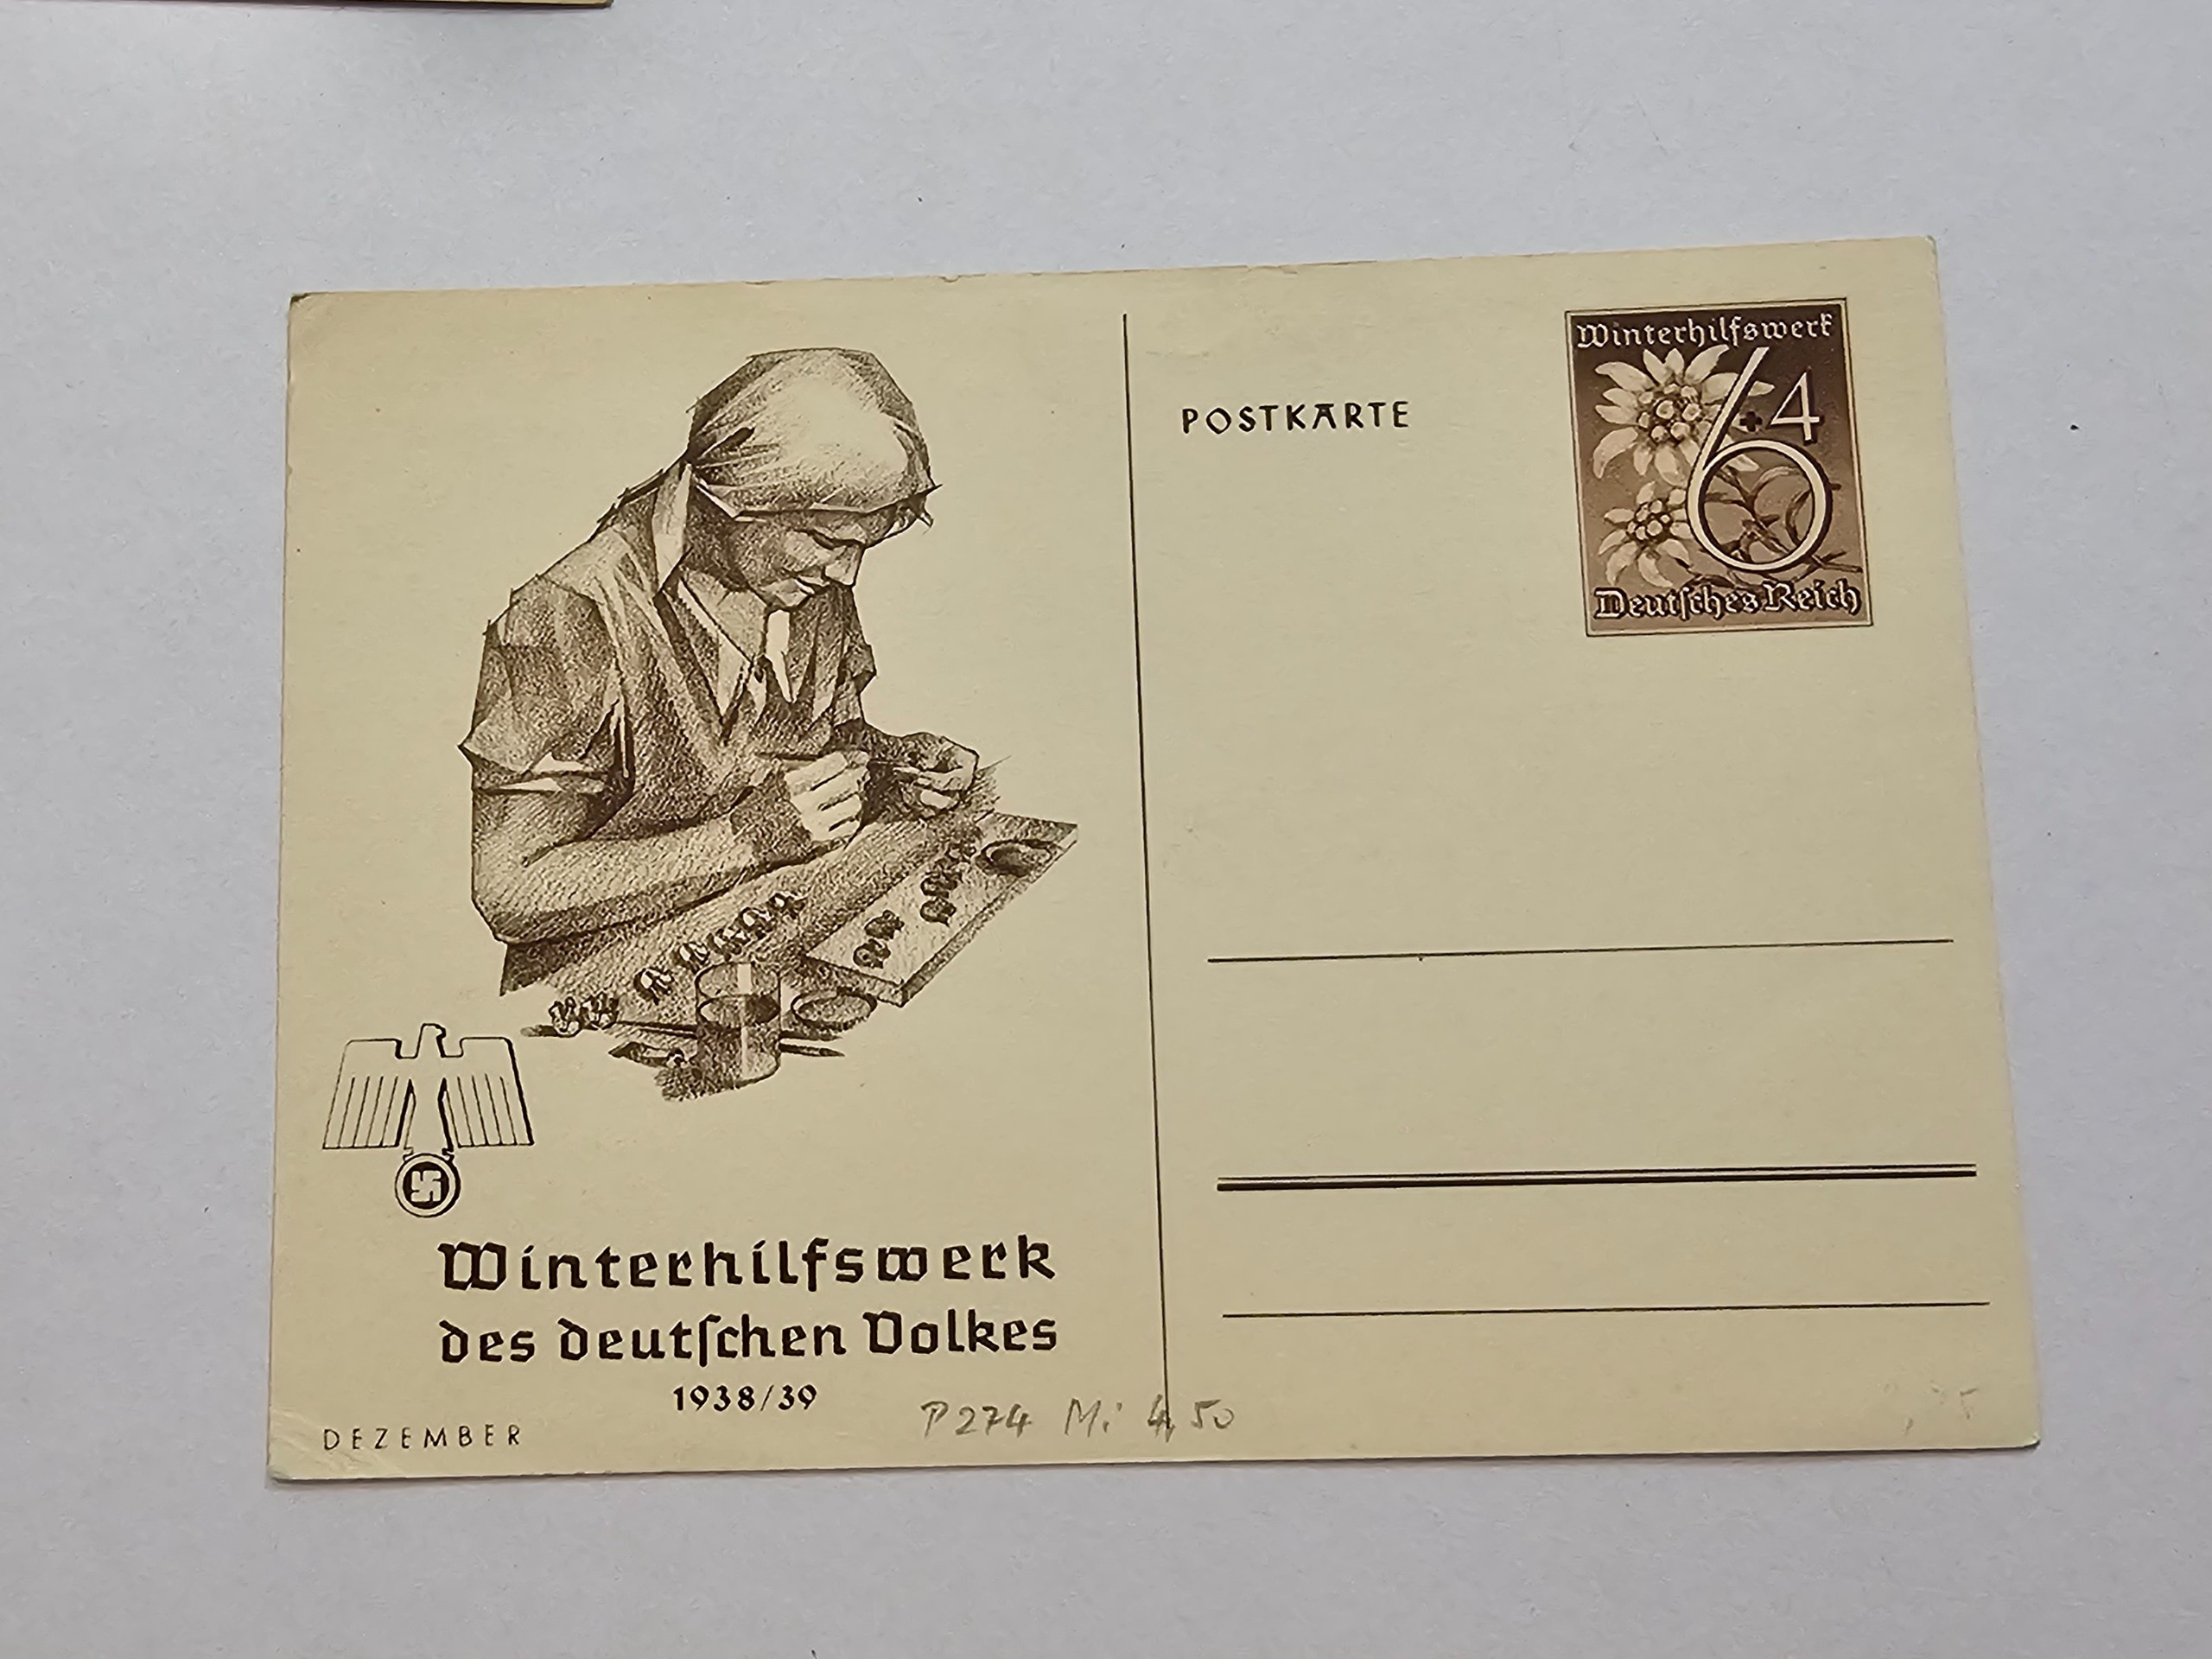 Winterhilfswerk
6+4
Deutſches Reich
POSTKARTE
Winterhilfswerk
des deutſchen Volkes
1938/39
DEZEMBER
P274 Mi 4,50